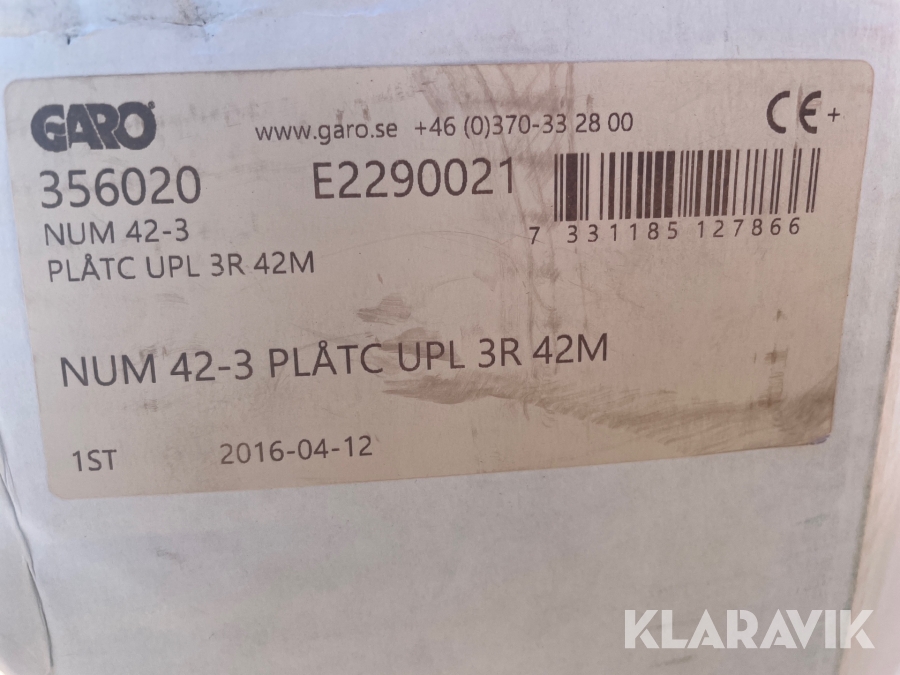 GARO
www.garo.se +46 (0)370-33 28 00
CE+
356020
E2290021
NUM 42-3
PLÅTC UPL 3R 42M
7 331185 127866
NUM 42-3 PLÅTC UPL 3R 42M
1ST
2016-04-12
KLARAVIK